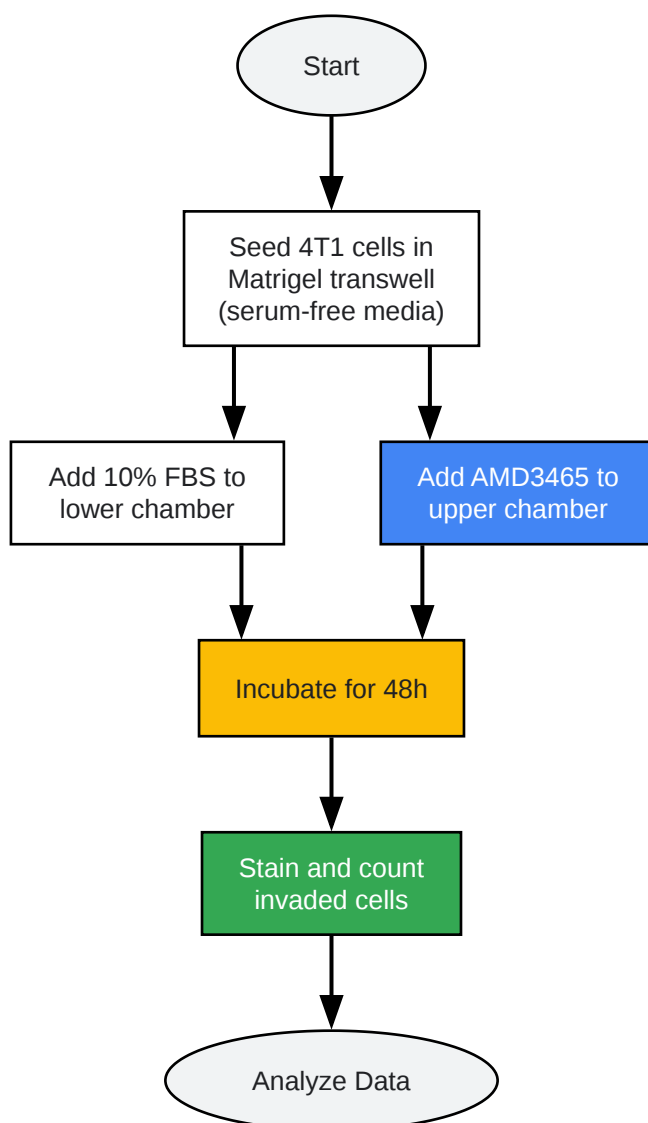 Start
Seed 4T1 cells in
Matrigel transwell
(serum-free media)
Add 10% FBS to
lower chamber
Add AMD3465 to
upper chamber
Incubate for 48h
Stain and count
invaded cells
Analyze Data